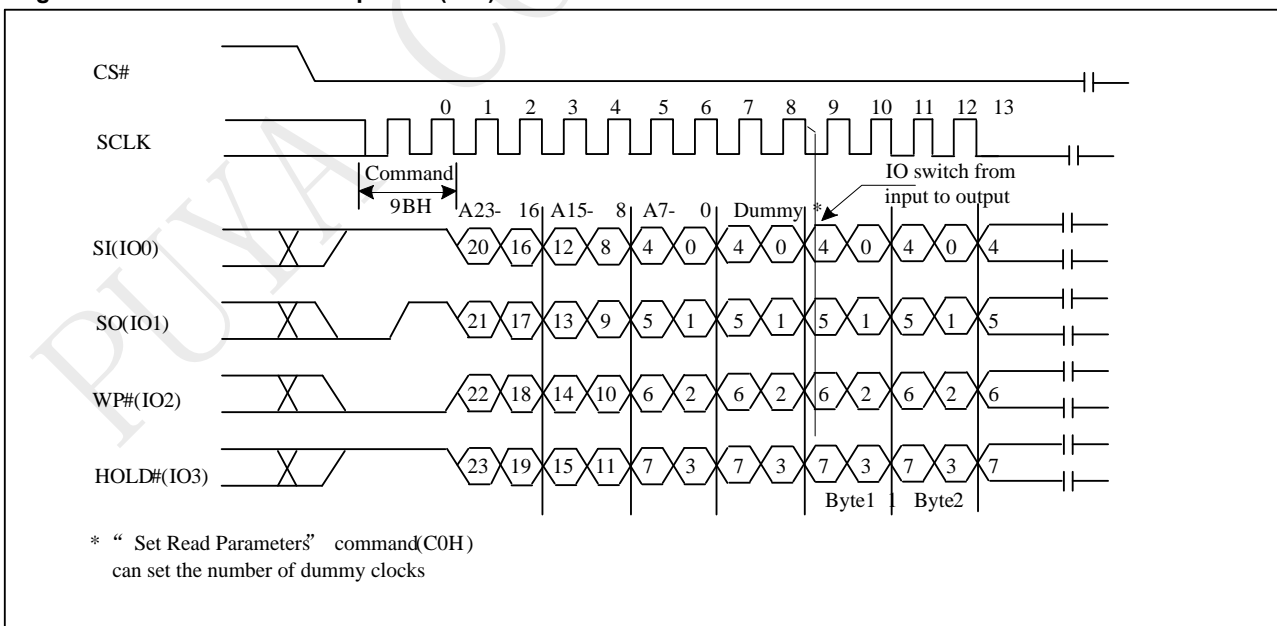 CS#
0 1 2 3 4 5 6 7 8 9 10 11 12 13
SCLK
Command
IO switch from
input to output
9BH
A23- 16 A15- 8 A7- 0 Dummy *
SI(IO0)
20 16 12 8 4 0 4 0 4 0 4 0 4
SO(IO1)
21 17 13 9 5 1 5 1 5 1 5 1 5
WP#(IO2)
22 18 14 10 6 2 6 2 6 2 6 2 6
HOLD#(IO3)
23 19 15 11 7 3 7 3 7 3 7 3 7
Byte1 1 Byte2
* “ Set Read Parameters” command(C0H)
can set the number of dummy clocks
PUYA